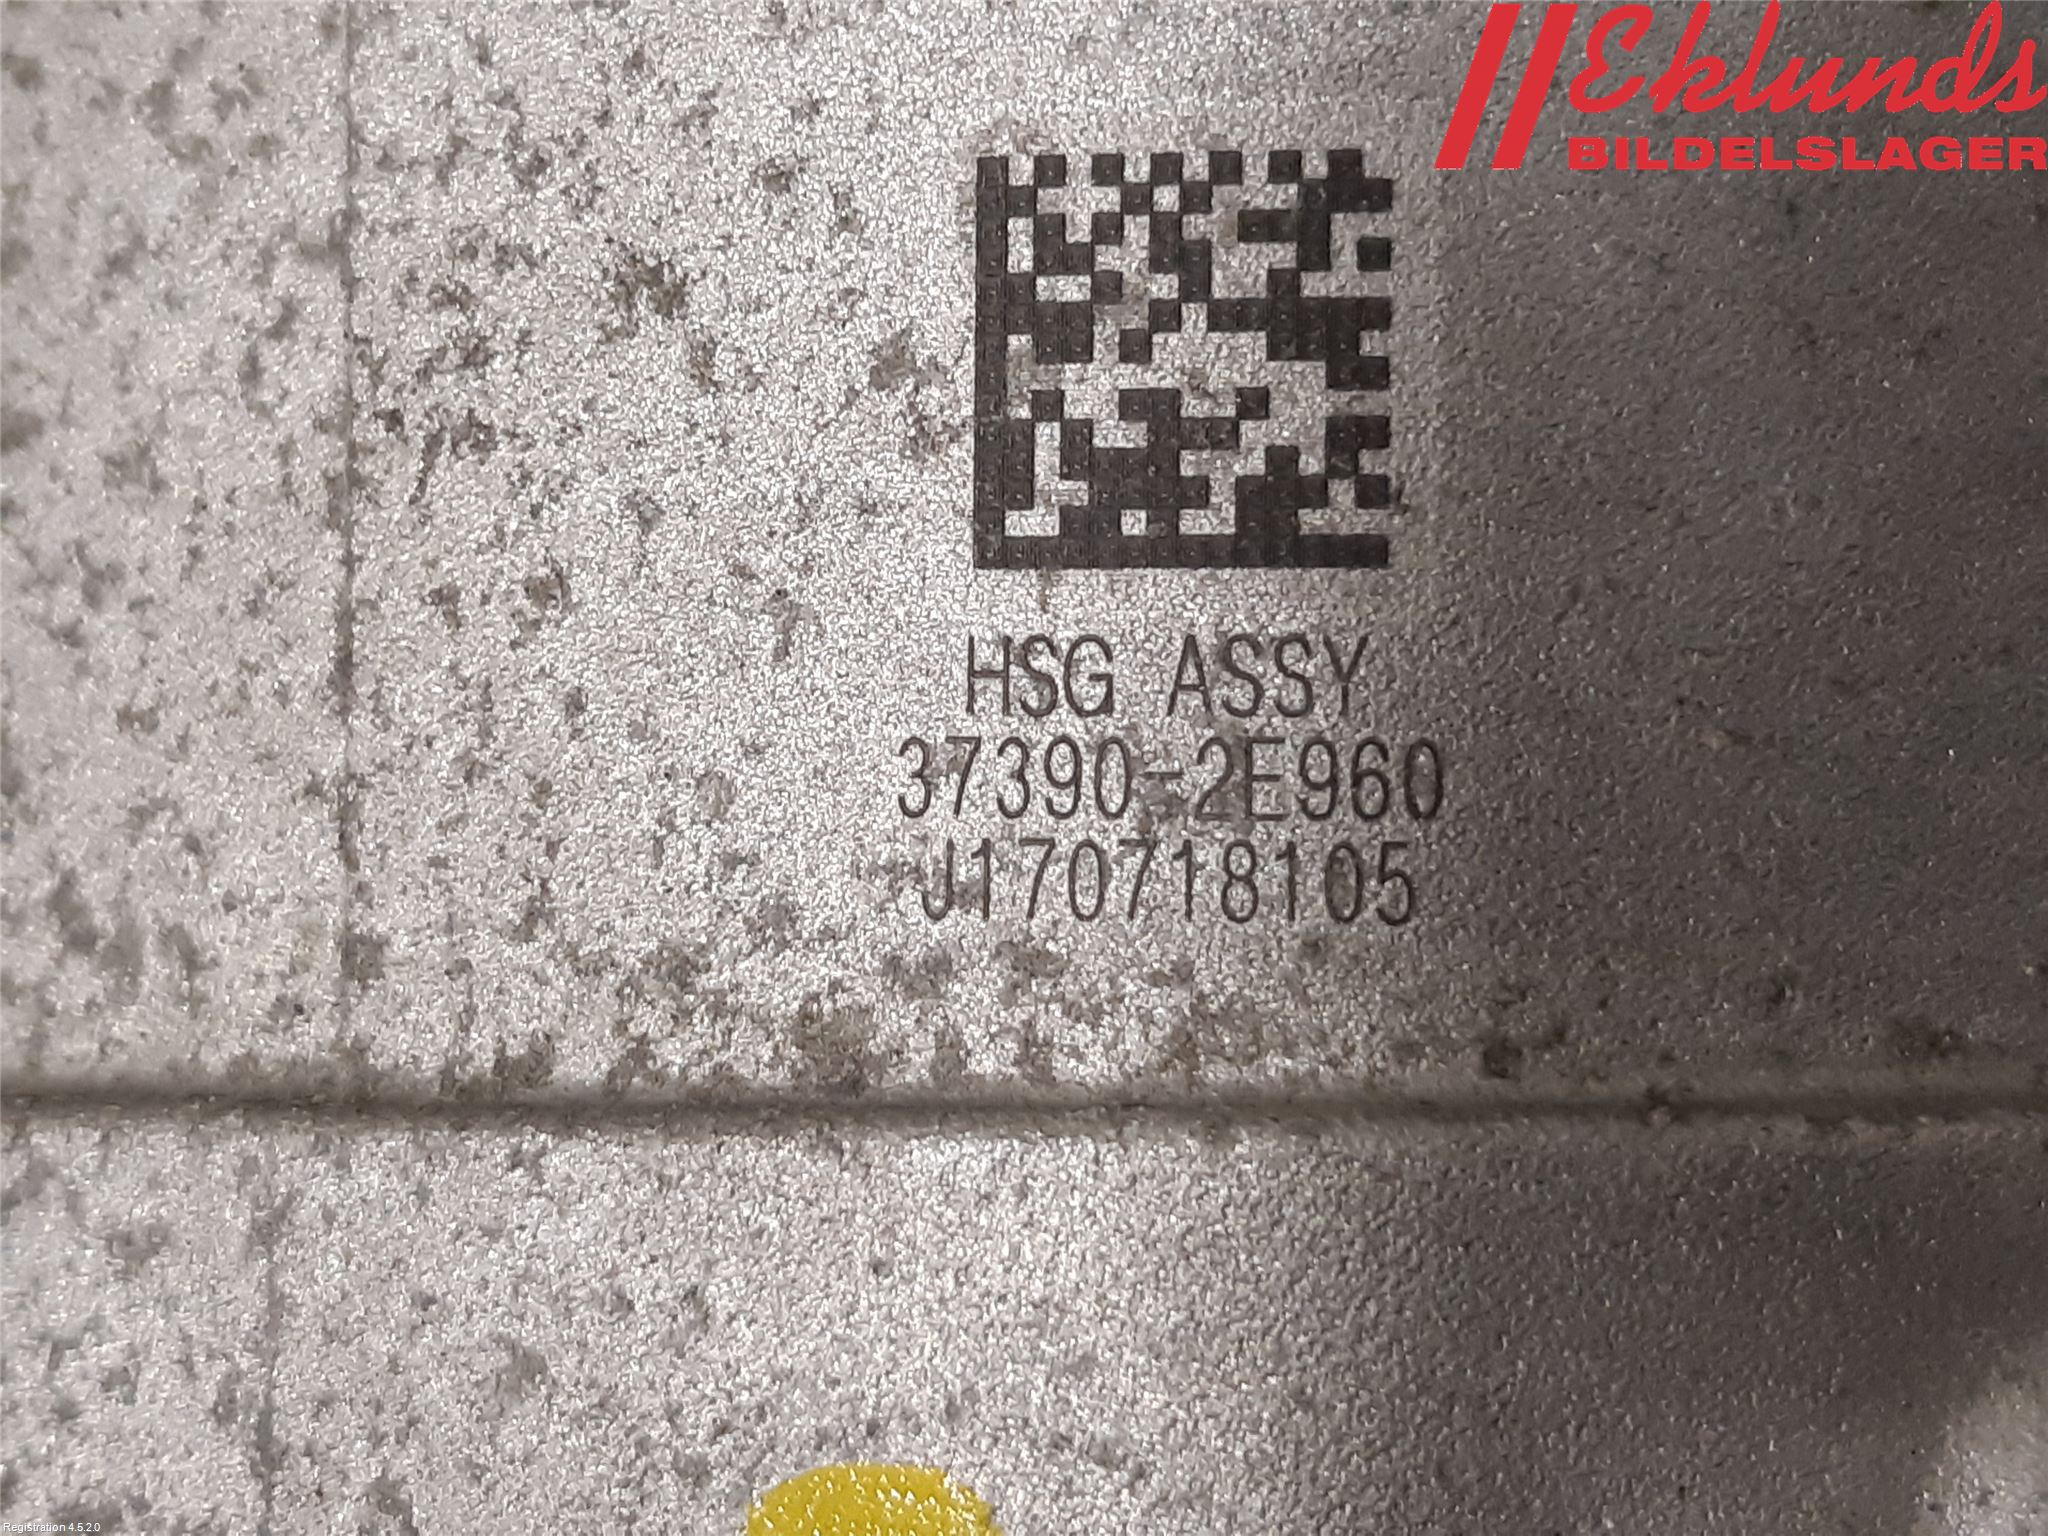 Eklunds
BILDELSLAGER
HSG ASSY
37390-2E960
J170718105
Registration 4.5.2.0